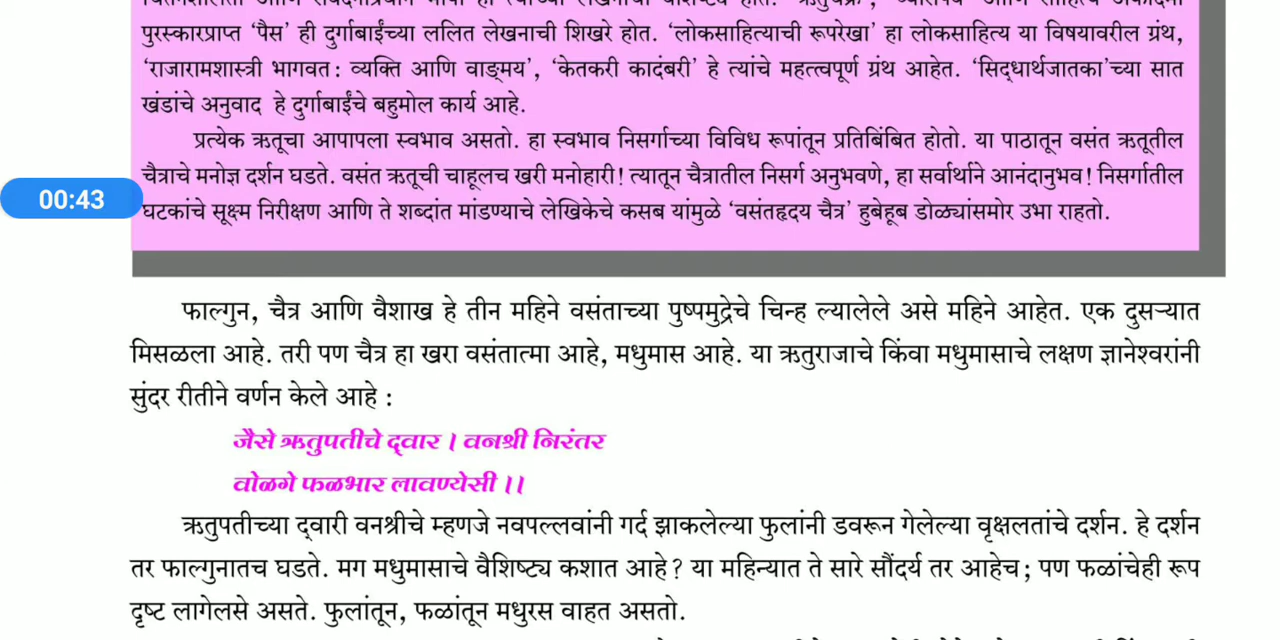 पुरस्कारप्राप्त ‘पैस’ ही दुर्गाबाईंच्या ललित लेखनाची शिखरे होत. ‘लोकसाहित्याची रूपरेखा’ हा लोकसाहित्य या विषयावरील ग्रंथ,
‘राजारामशास्त्री भागवत : व्यक्ति आणि वाङ्मय’, ‘केतकरी कादंबरी’ हे त्यांचे महत्त्वपूर्ण ग्रंथ आहेत. ‘सिद्धार्थजातका’च्या सात
खंडांचे अनुवाद हे दुर्गाबाईंचे बहुमोल कार्य आहे.
प्रत्येक ऋतूचा आपापला स्वभाव असतो. हा स्वभाव निसर्गाच्या विविध रूपांतून प्रतिबिंबित होतो. या पाठातून वसंत ऋतूतील
चैत्राचे मनोज्ञ दर्शन घडते. वसंत ऋतूची चाहूलच खरी मनोहारी! त्यातून चैत्रातील निसर्ग अनुभवणे, हा सर्वार्थाने आनंदानुभव! निसर्गातील
00:43
घटकांचे सूक्ष्म निरीक्षण आणि ते शब्दांत मांडण्याचे लेखिकेचे कसब यांमुळे ‘वसंतहृदय चैत्र’ हुबेहूब डोळ्यांसमोर उभा राहतो.
फाल्गुन, चैत्र आणि वैशाख हे तीन महिने वसंताच्या पुष्पमुद्रेचे चिन्ह ल्यालेले असे महिने आहेत. एक दुसऱ्यात
मिसळला आहे. तरी पण चैत्र हा खरा वसंतात्मा आहे, मधुमास आहे. या ऋतुराजाचे किंवा मधुमासाचे लक्षण ज्ञानेश्वरांनी
सुंदर रीतीने वर्णन केले आहे :
जैसे ऋतुपतीचे द्वार । वनश्री निरंतर
वोळगे फळभार लावण्येसी ।।
ऋतुपतीच्या द्वारी वनश्रीचे म्हणजे नवपल्लवांनी गर्द झाकलेल्या फुलांनी डवरून गेलेल्या वृक्षलतांचे दर्शन. हे दर्शन
तर फाल्गुनातच घडते. मग मधुमासाचे वैशिष्ट्य कशात आहे? या महिन्यात ते सारे सौंदर्य तर आहेच; पण फळांचेही रूप
दृष्ट लागेलसे असते. फुलांतून, फळांतून मधुरस वाहत असतो.